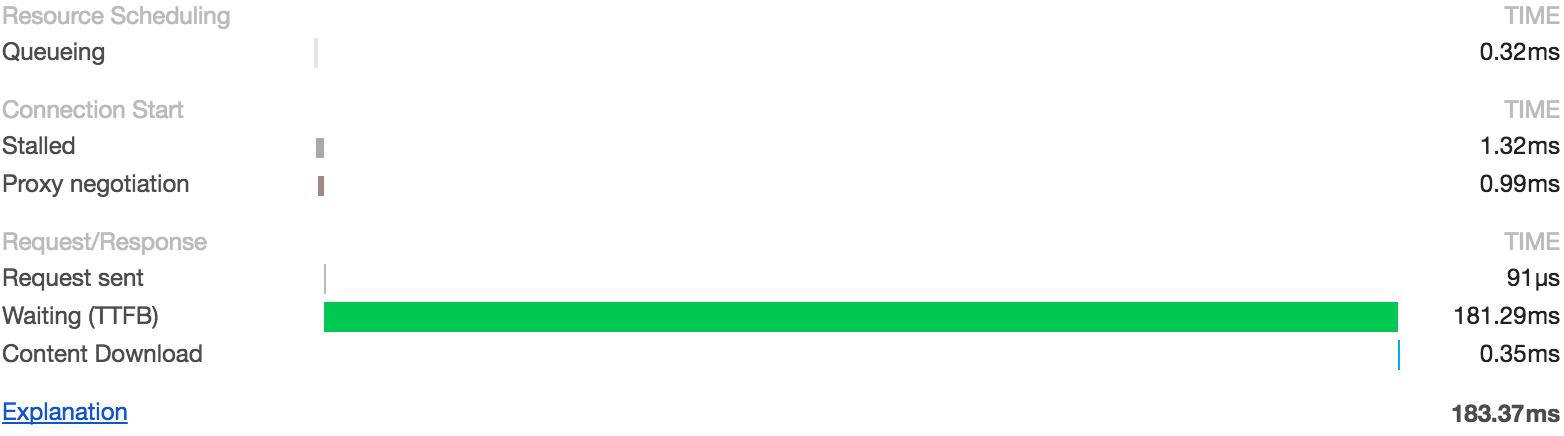 Resource Scheduling TIME
Queueing 0.32ms
Connection Start TIME
Stalled 1.32ms
Proxy negotiation 0.99ms
Request/Response TIME
Request sent 91µs
Waiting (TTFB) 181.29ms
Content Download 0.35ms
Explanation 183.37ms